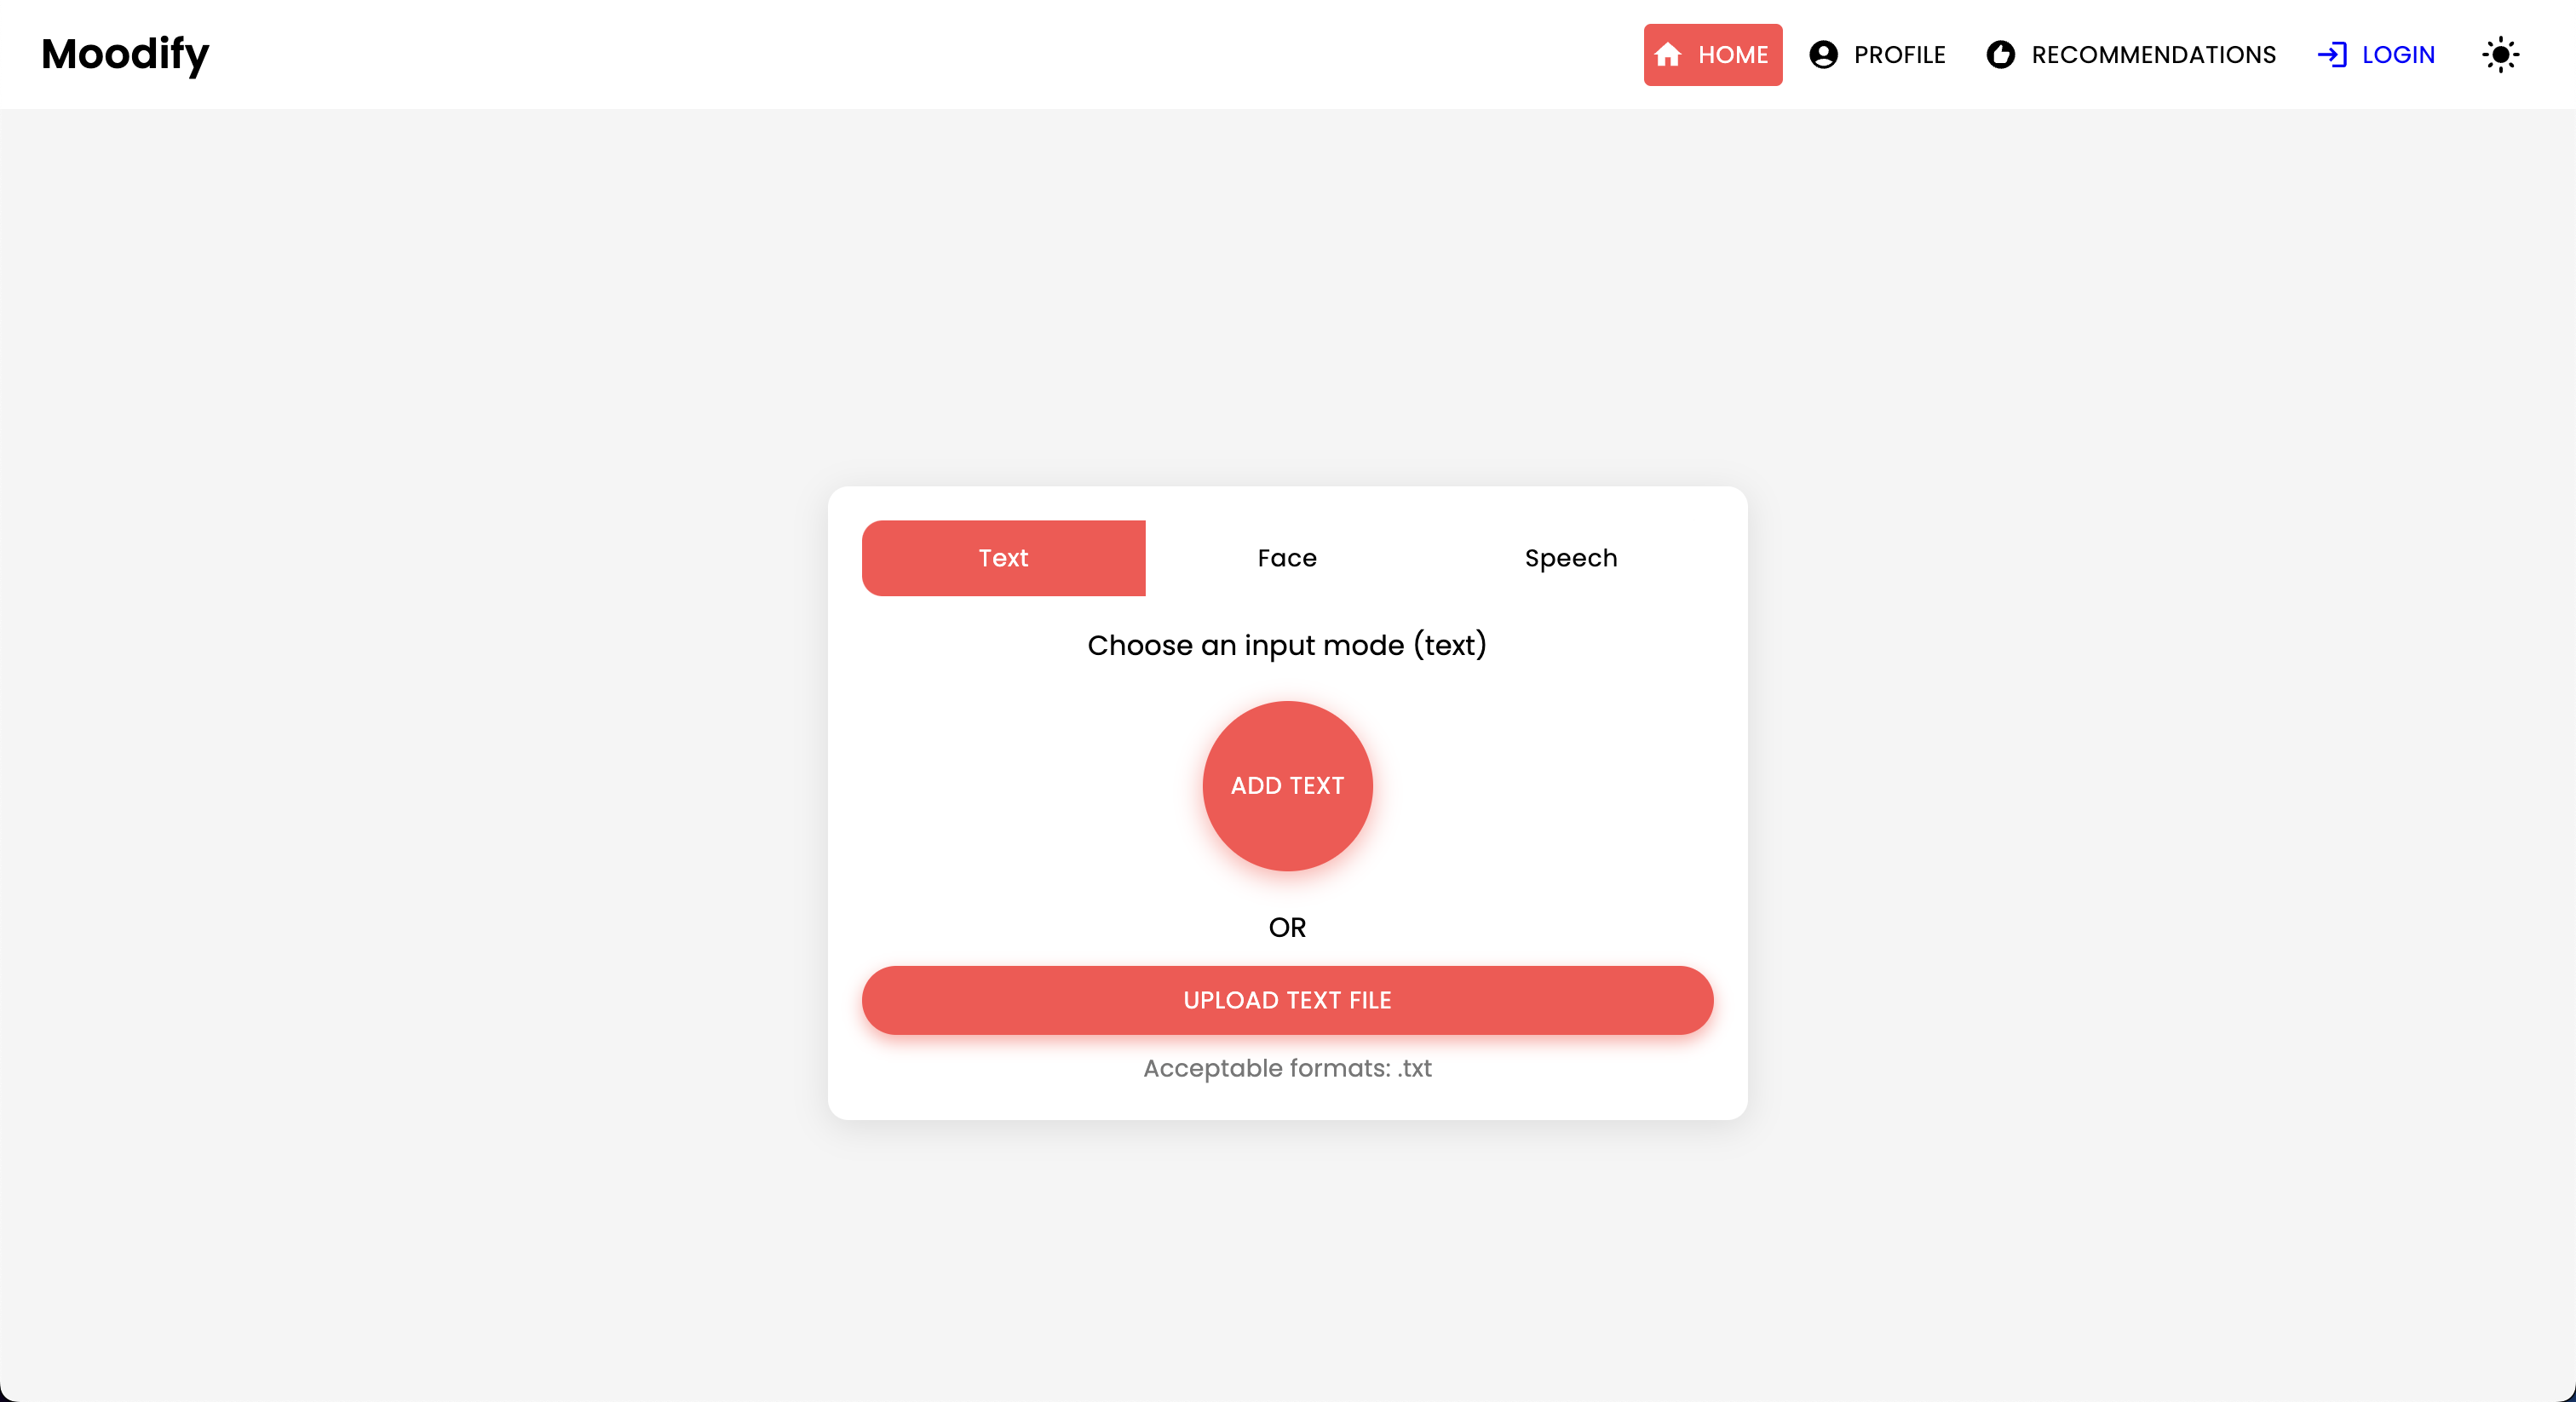 Moodify
HOME PROFILE RECOMMENDATIONS LOGIN
Text Face Speech
Choose an input mode (text)
ADD TEXT
OR
UPLOAD TEXT FILE
Acceptable formats: .txt